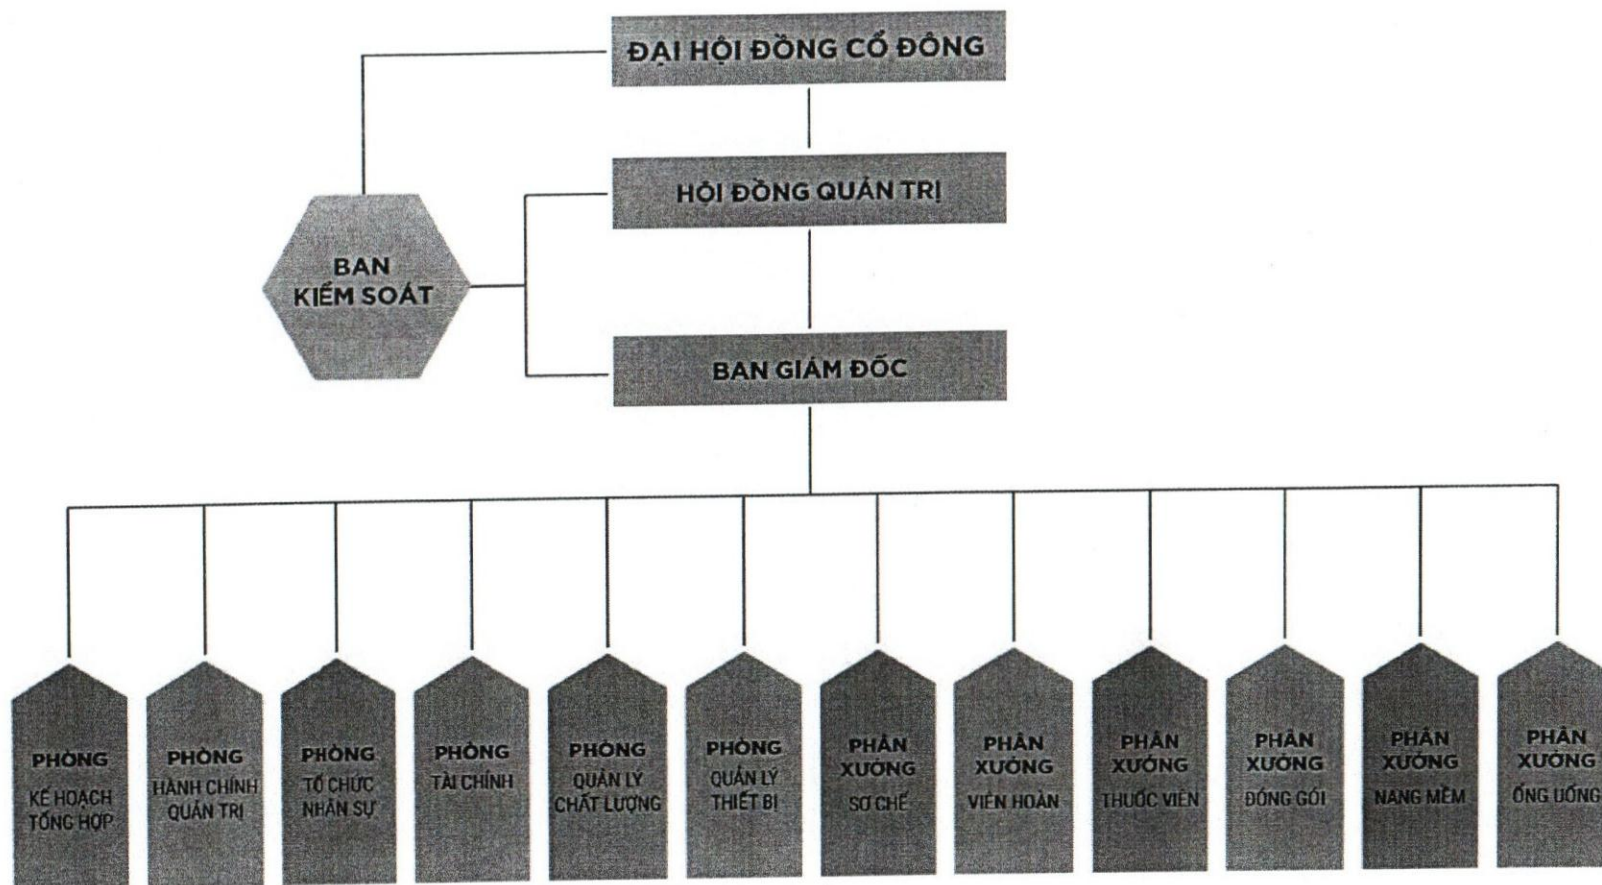 ĐẠI HỘI ĐỒNG CỔ ĐÔNG
HỘI ĐỒNG QUẢN TRỊ
BAN
KIỂM SOÁT
BAN GIÁM ĐỐC
PHÒNG
KẾ HOẠCH
TỔNG HỢP
PHÒNG
HÀNH CHÍNH
QUẢN TRỊ
PHÒNG
TỔ CHỨC
NHÂN SỰ
PHÒNG
TÀI CHÍNH
PHÒNG
QUẢN LÝ
CHẤT LƯỢNG
PHÒNG
QUẢN LÝ
THIẾT BỊ
PHÂN
XƯỞNG
SƠ CHẾ
PHÂN
XƯỞNG
VIÊN HOÀN
PHÂN
XƯỞNG
THUỐC VIÊN
PHÂN
XƯỞNG
ĐÓNG GÓI
PHÂN
XƯỞNG
NANG MỀM
PHÂN
XƯỞNG
ỐNG UỐNG